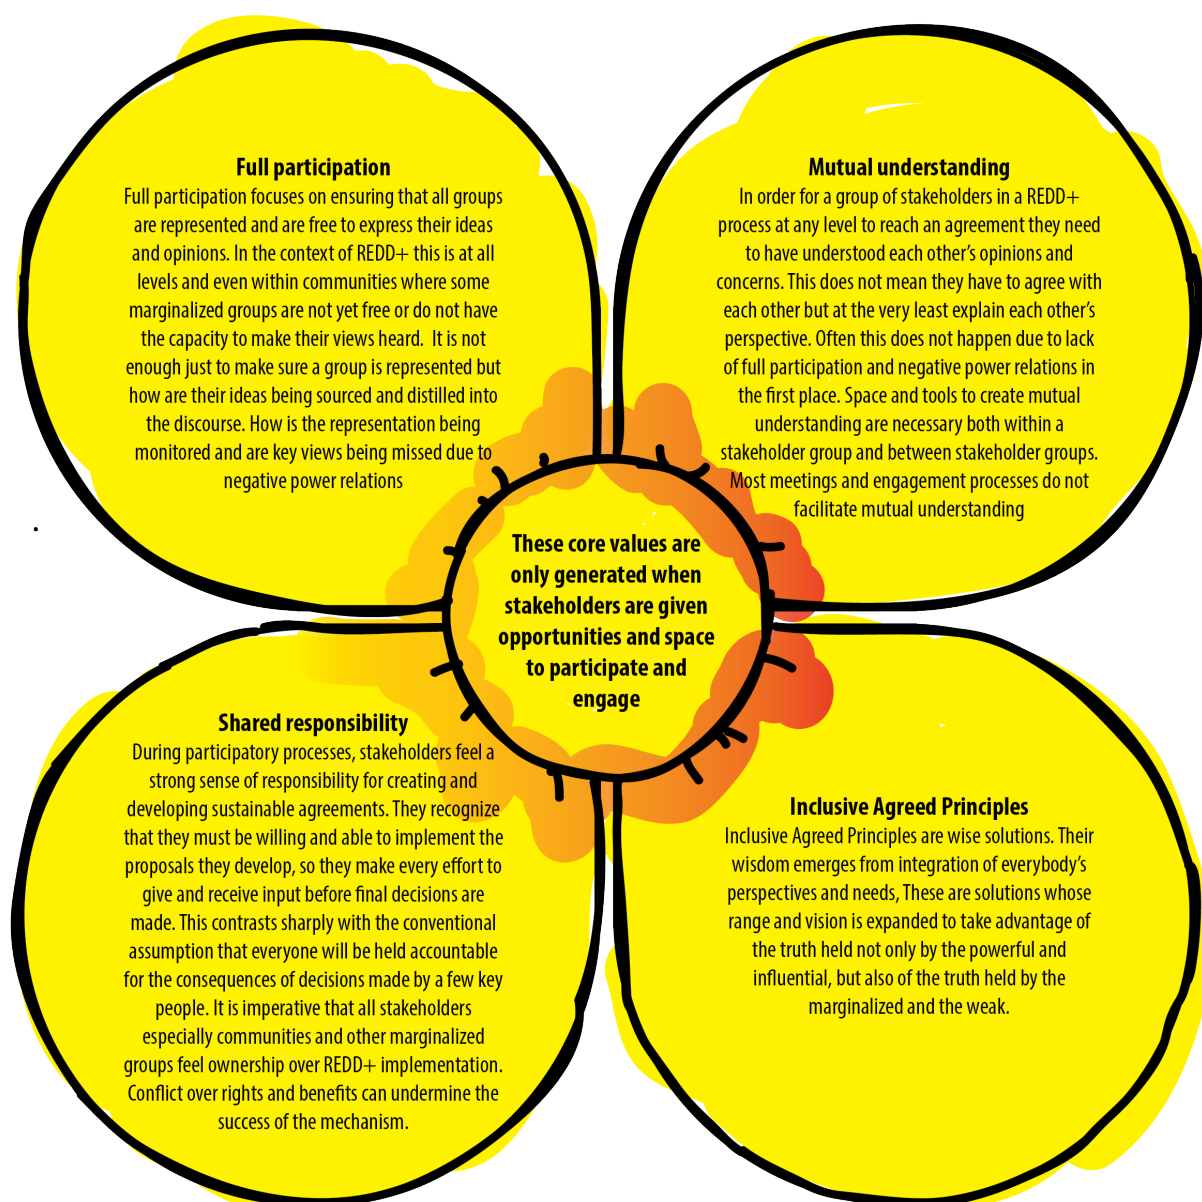 Full participation
Full participation focuses on ensuring that all groups
are represented and are free to express their ideas
and opinions. In the context of REDD+ this is at all
levels and even within communities where some
marginalized groups are not yet free or do not have
the capacity to make their views heard.  It is not
enough just to make sure a group is represented but
how are their ideas being sourced and distilled into
the discourse. How is the representation being
monitored and are key views being missed due to
negative power relations
Mutual understanding
In order for a group of stakeholders in a REDD+
process at any level to reach an agreement they need
to have understood each other’s opinions and
concerns. This does not mean they have to agree with
each other but at the very least explain each other’s
perspective. Often this does not happen due to lack
of full participation and negative power relations in
the first place. Space and tools to create mutual
understanding are necessary both within a
stakeholder group and between stakeholder groups.
Most meetings and engagement processes do not
facilitate mutual understanding
These core values are
only generated when
stakeholders are given
opportunities and space
to participate and
engage
Shared responsibility
During participatory processes, stakeholders feel a
strong sense of responsibility for creating and
developing sustainable agreements. They recognize
that they must be willing and able to implement the
proposals they develop, so they make every effort to
give and receive input before final decisions are
made. This contrasts sharply with the conventional
assumption that everyone will be held accountable
for the consequences of decisions made by a few key
people. It is imperative that all stakeholders
especially communities and other marginalized
groups feel ownership over REDD+ implementation.
Conflict over rights and benefits can undermine the
success of the mechanism.
Inclusive Agreed Principles
Inclusive Agreed Principles are wise solutions. Their
wisdom emerges from integration of everybody’s
perspectives and needs, These are solutions whose
range and vision is expanded to take advantage of
the truth held not only by the powerful and
influential, but also of the truth held by the
marginalized and the weak.